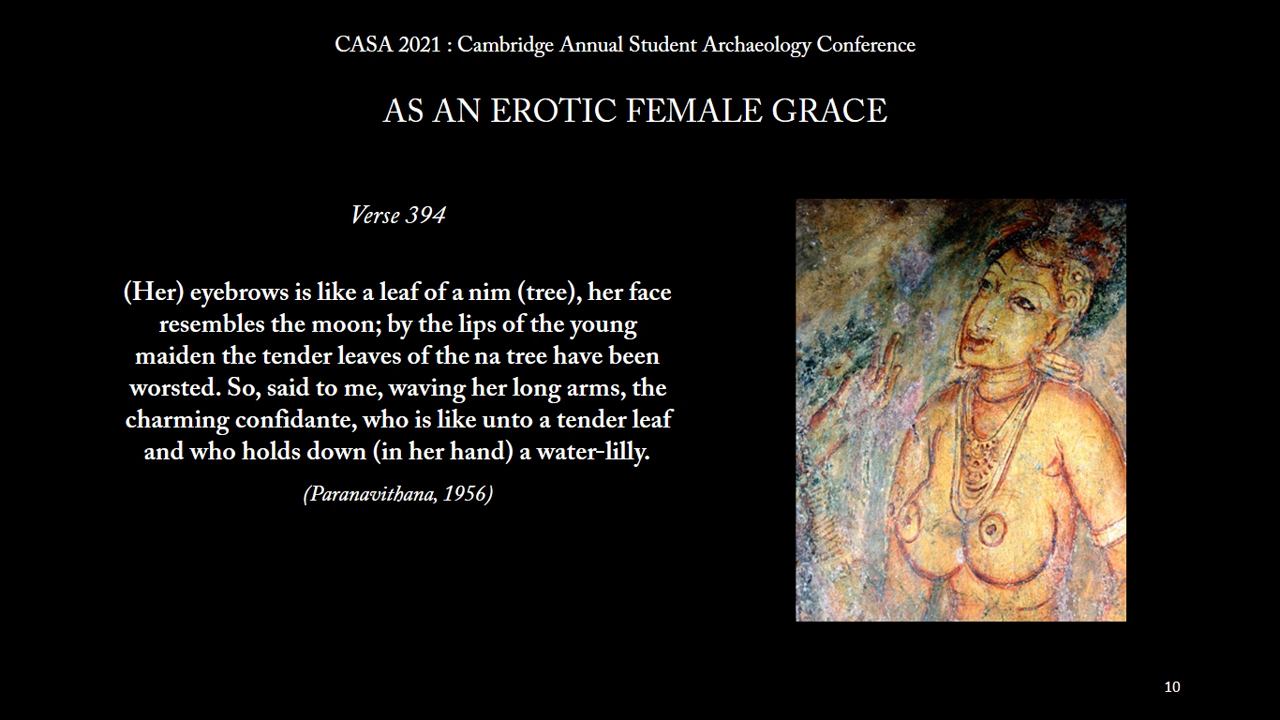 CASA 2021 : Cambridge Annual Student Archaeology Conference
AS AN EROTIC FEMALE GRACE
Verse 394
(Her) eyebrows is like a leaf of a nim (tree), her face
resembles the moon; by the lips of the young
maiden the tender leaves of the na tree have been
worsted. So, said to me, waving her long arms, the
charming confidante, who is like unto a tender leaf
and who holds down (in her hand) a water-lilly.
(Paranavithana, 1956)
10